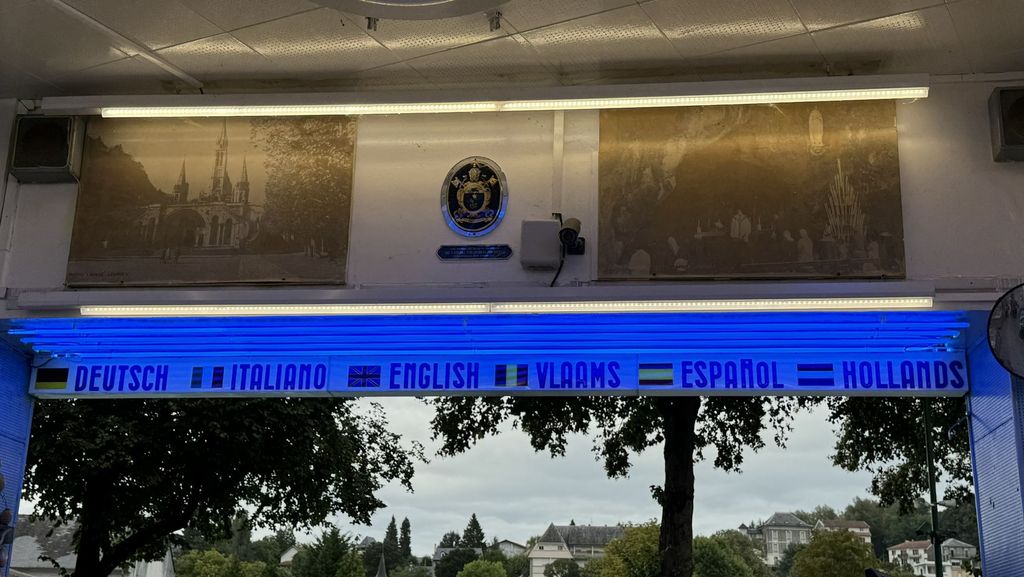 DEUTSCH ITALIANO ENGLISH VLAAMS ESPAÑOL HOLLANDS